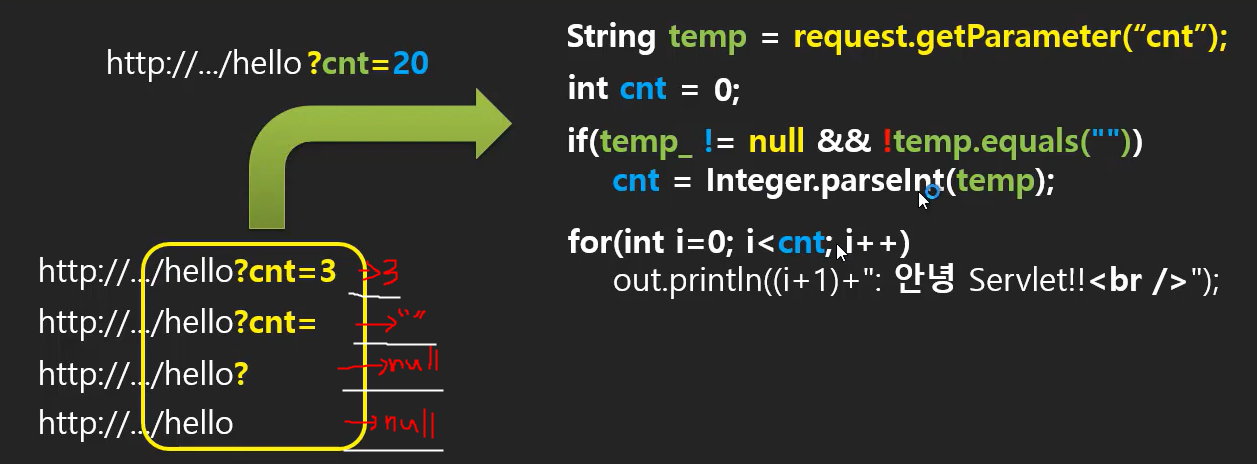 http://.../hello ?cnt=20
http://.../hello?cnt=3 →3
http://.../hello?cnt= →“”
http://.../hello? →null
http://.../hello →null
String temp = request.getParameter(“cnt”);
int cnt = 0;
if(temp_ != null && !temp.equals(""))
cnt = Integer.parseInt(temp);
for(int i=0; i<cnt; i++)
out.println((i+1)+": 안녕 Servlet!!<br />");